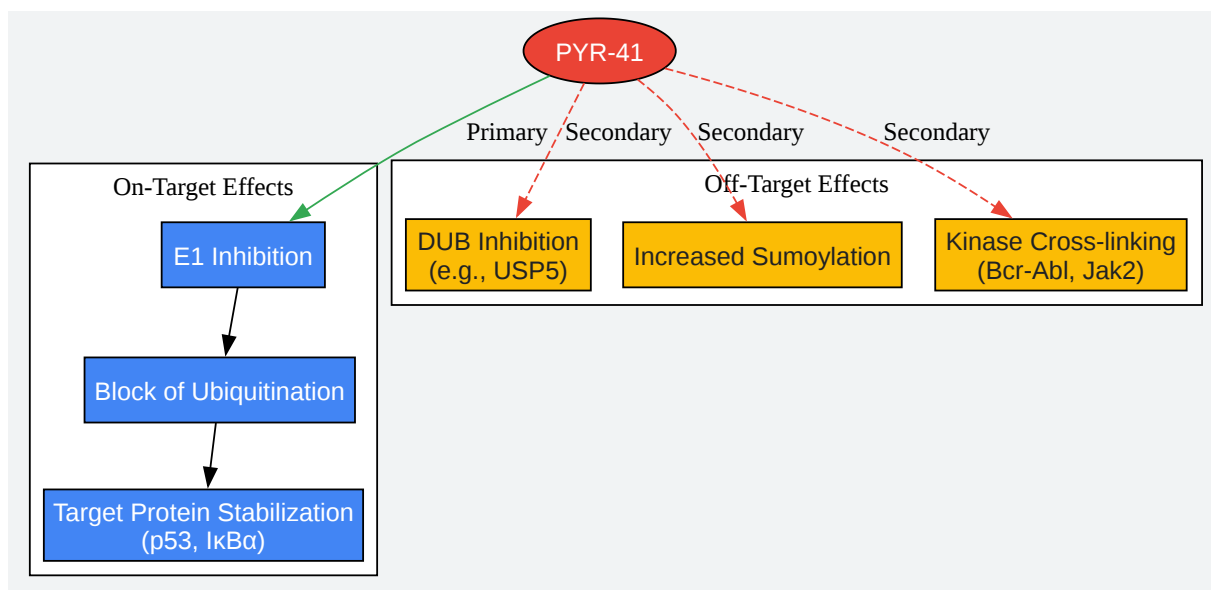 PYR-41
Primary
Secondary
Secondary
Secondary
On-Target Effects
Off-Target Effects
E1 Inhibition
DUB Inhibition
(e.g., USP5)
Increased Sumoylation
Kinase Cross-linking
(Bcr-Abl, Jak2)
Block of Ubiquitination
Target Protein Stabilization
(p53, IκBα)